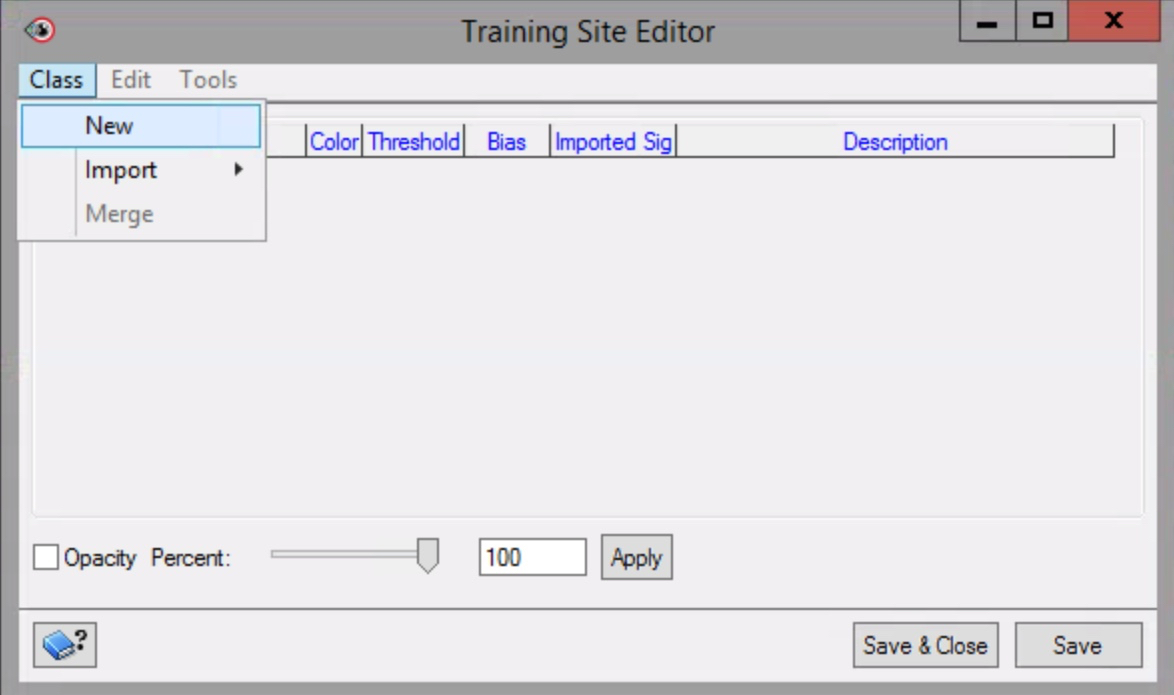 Training Site Editor
Class Edit Tools
New
Color Threshold Bias Imported Sig Description
Import
Merge
Opacity Percent: 100 Apply
? Save & Close Save